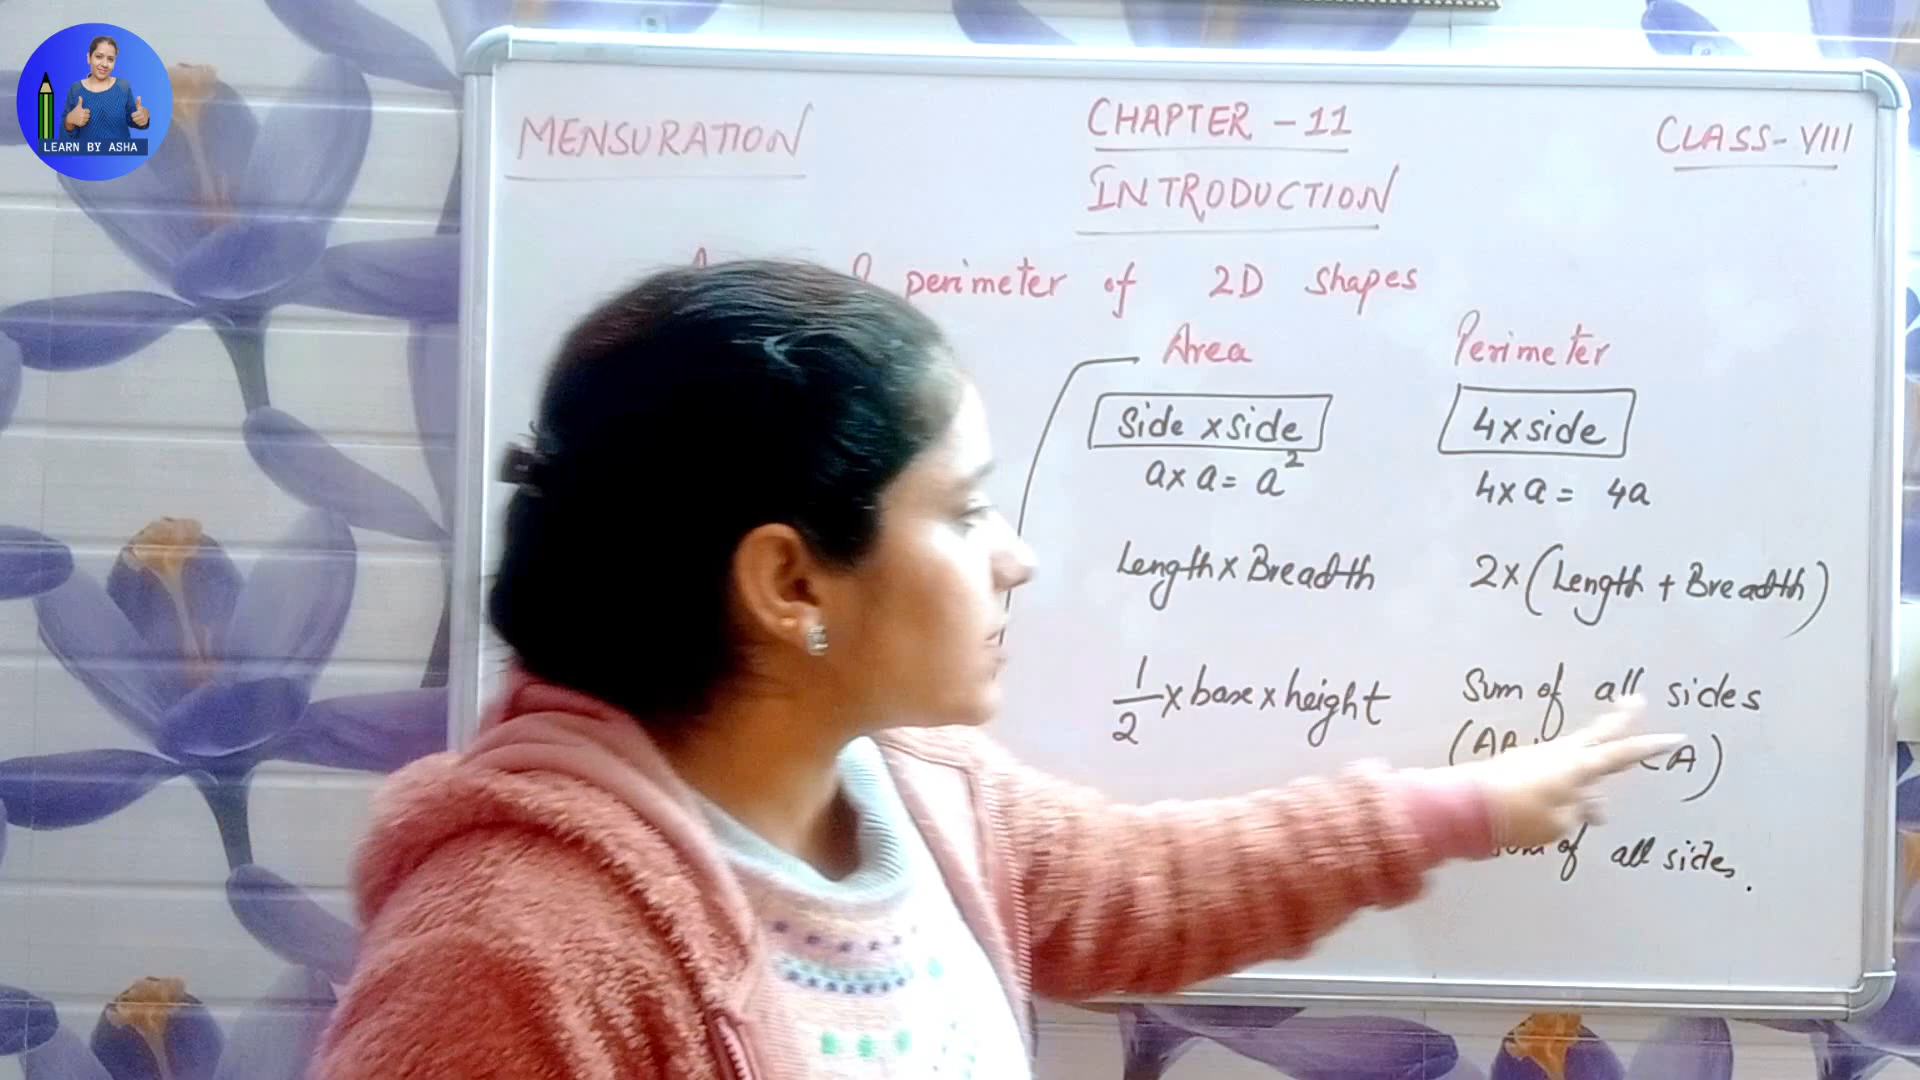 LEARN BY ASHA
MENSURATION
CHAPTER - 11
CLASS - VIII
INTRODUCTION
perimeter of 2D shapes
Area
Perimeter
Side x side
4 x side
a x a = a²
4 x a = 4a
Length x Breadth
2 x (Length + Breadth)
1/2 x base x height
Sum of all sides
of all sides.